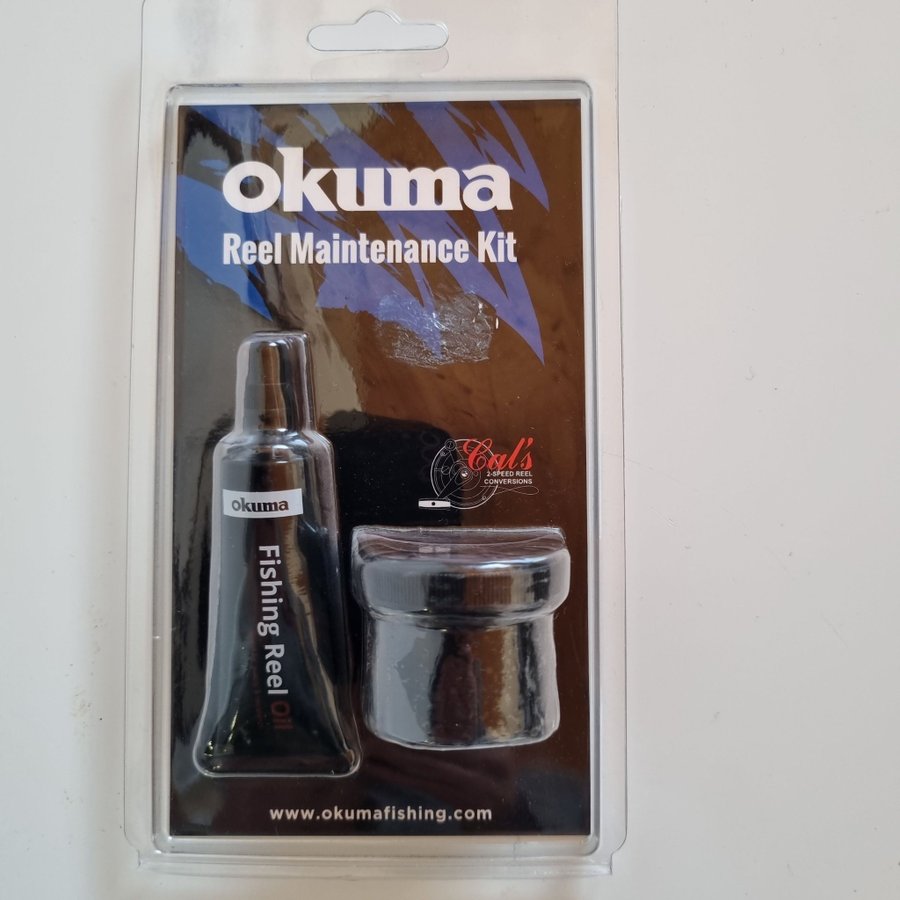 okuma
Reel Maintenance Kit
Cal's
2-SPEED REEL
CONVERSIONS
okuma
Fishing Reel Oil
www.okumafishing.com